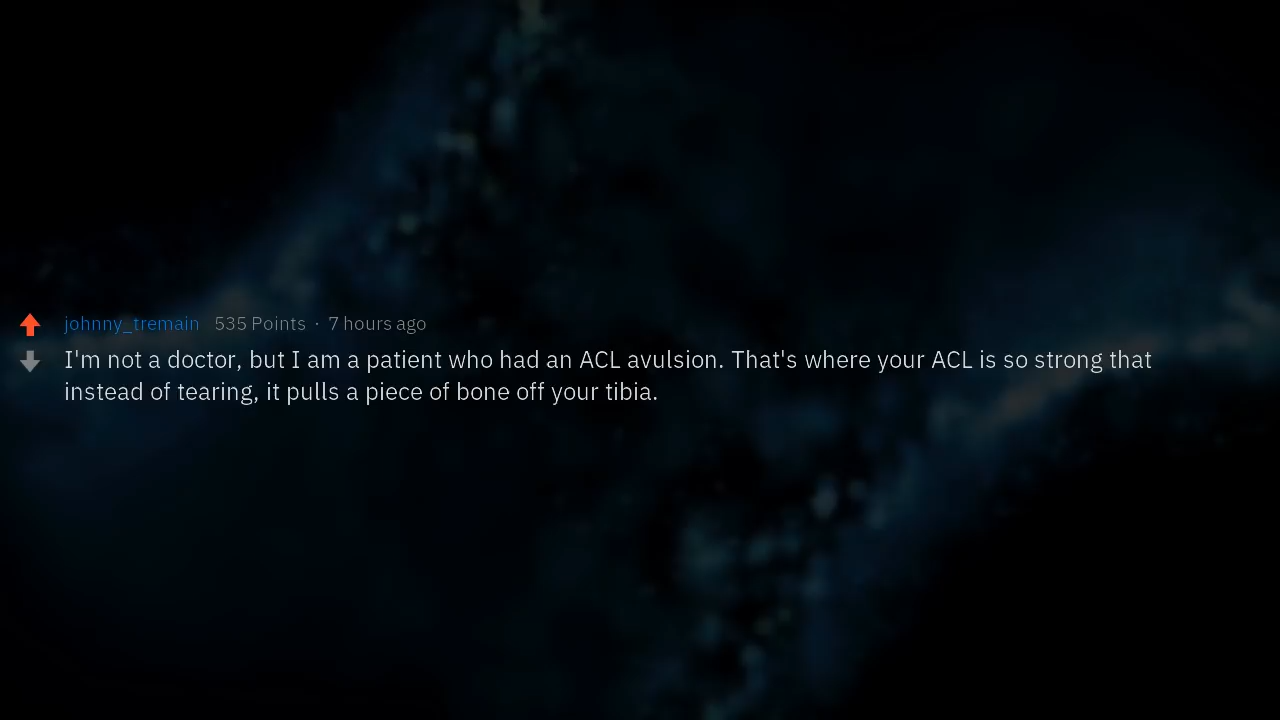 johnny_tremain 535 Points · 7 hours ago
I'm not a doctor, but I am a patient who had an ACL avulsion. That's where your ACL is so strong that
instead of tearing, it pulls a piece of bone off your tibia.